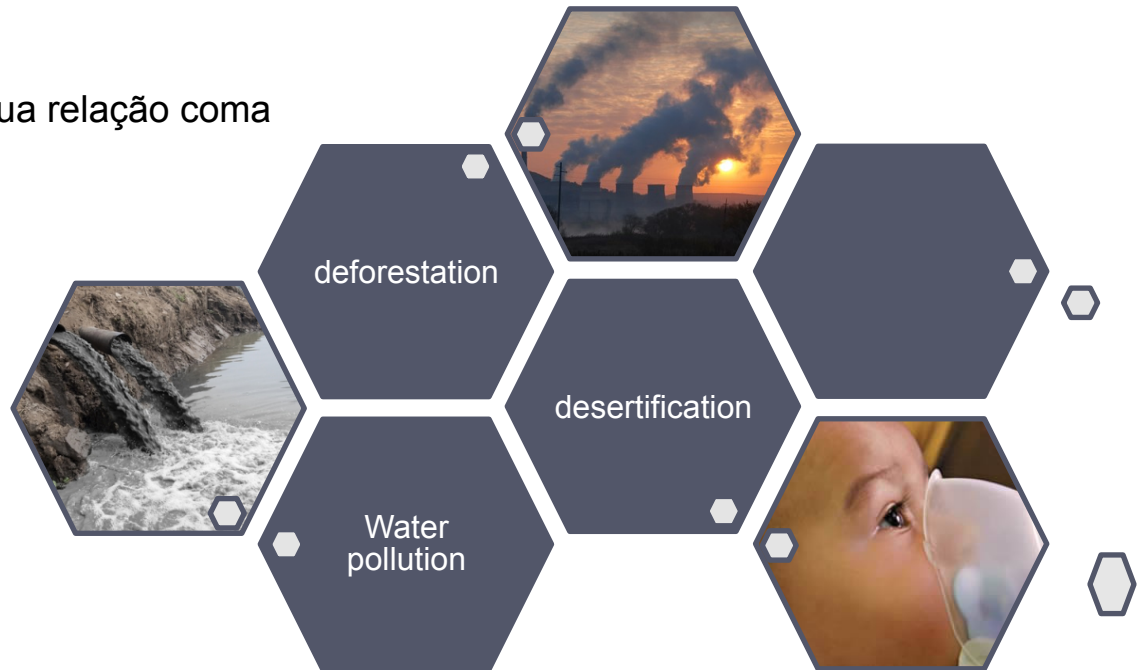 ua relação coma
deforestation
desertification
Water
pollution